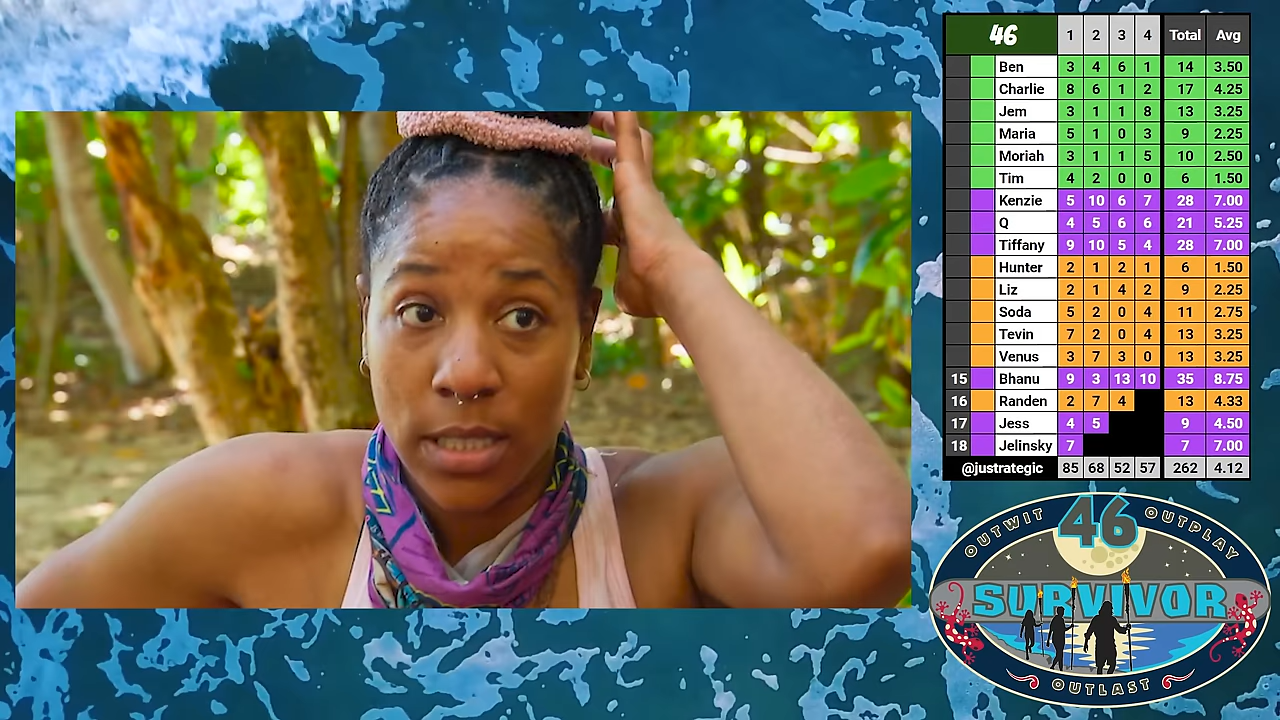 46 1 2 3 4 Total Avg
Ben 3 4 6 1 14 3.50
Charlie 8 6 1 2 17 4.25
Jem 3 1 1 8 13 3.25
Maria 5 1 0 3 9 2.25
Moriah 3 1 1 5 10 2.50
Tim 4 2 0 0 6 1.50
Kenzie 5 10 6 7 28 7.00
Q 4 5 6 6 21 5.25
Tiffany 9 10 5 4 28 7.00
Hunter 2 1 2 1 6 1.50
Liz 2 1 4 2 9 2.25
Soda 5 2 0 4 11 2.75
Tevin 7 2 0 4 13 3.25
Venus 3 7 3 0 13 3.25
15 Bhanu 9 3 13 10 35 8.75
16 Randen 2 7 4 13 4.33
17 Jess 4 5 9 4.50
18 Jelinsky 7 7 7.00
@justrategic 85 68 52 57 262 4.12
OUTWIT 46 OUTPLAY
SURVIVOR
OUTLAST